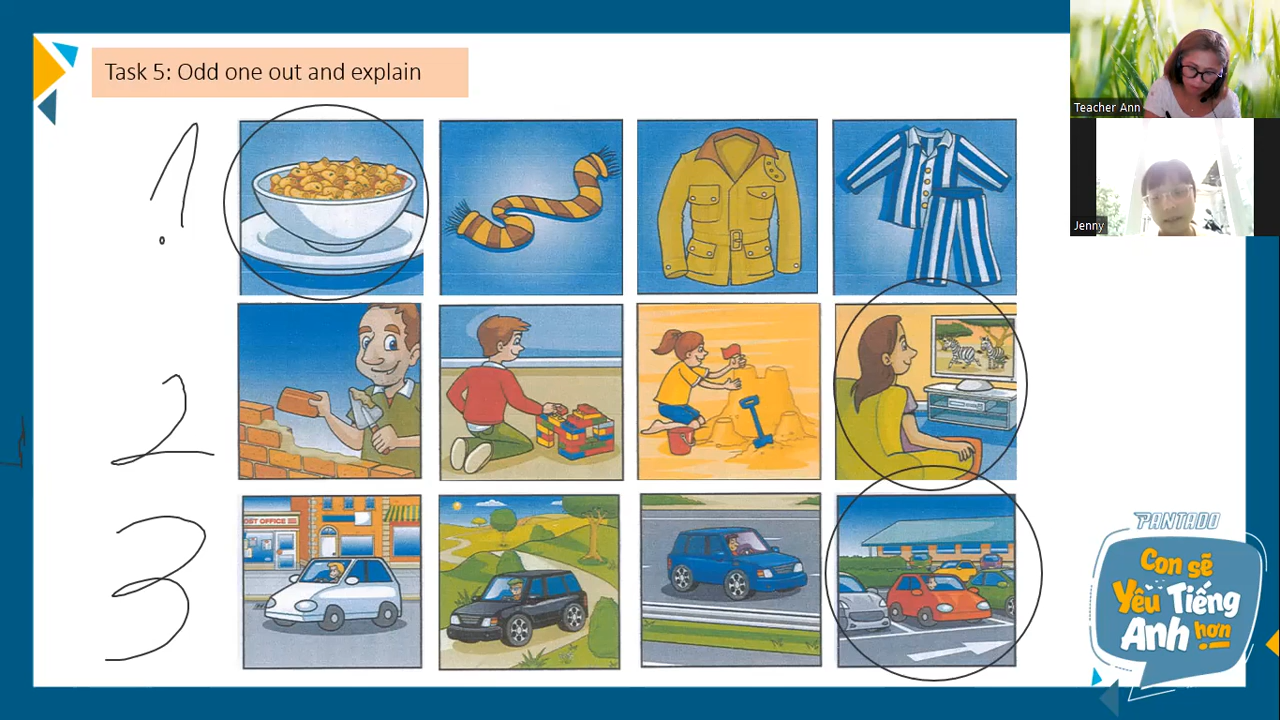 Task 5: Odd one out and explain
Teacher Ann
Jenny
1
2
3
OST OFFICE
PANTADO
Con sẽ
Yêu Tiếng
Anh hơn